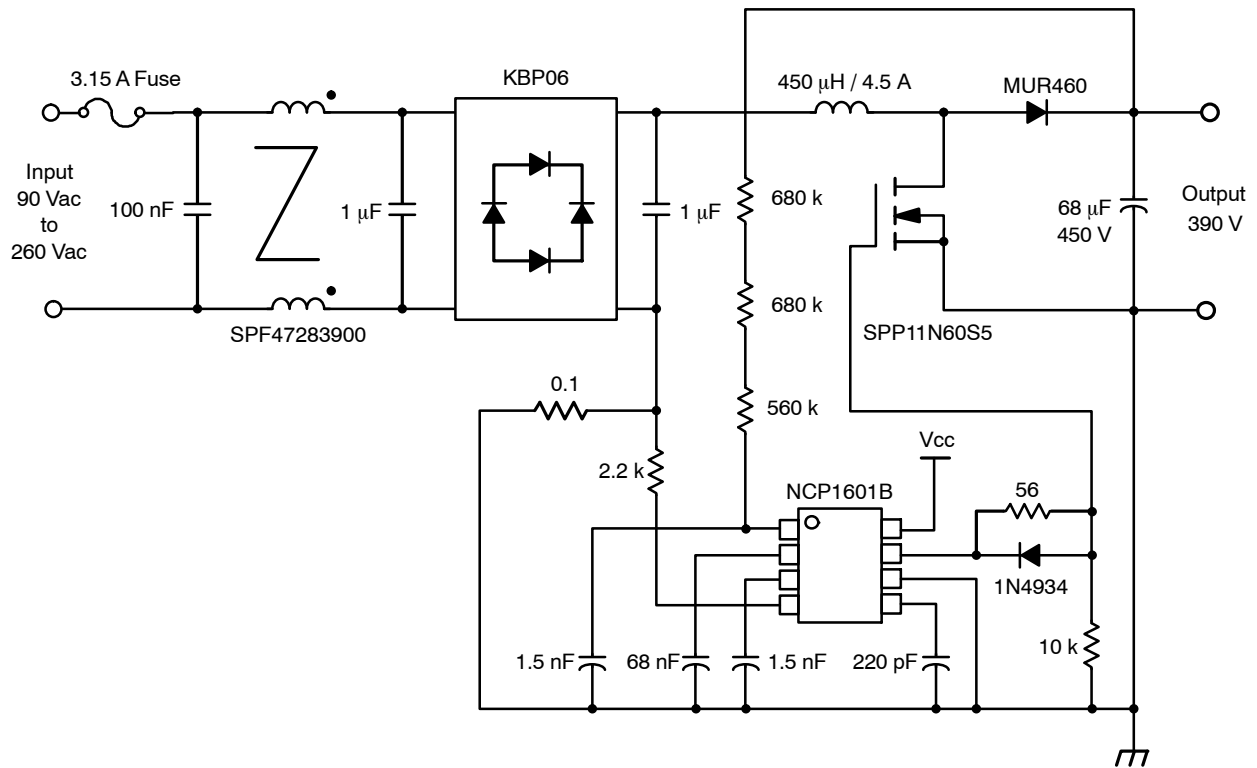 3.15 A Fuse
KBP06
450 μH / 4.5 A
MUR460
Input
90 Vac
to
260 Vac
100 nF
1 μF
1 μF
680 k
68 μF
450 V
Output
390 V
SPF47283900
680 k
SPP11N60S5
0.1
560 k
2.2 k
Vcc
NCP1601B
56
1N4934
1.5 nF
68 nF
1.5 nF
220 pF
10 k